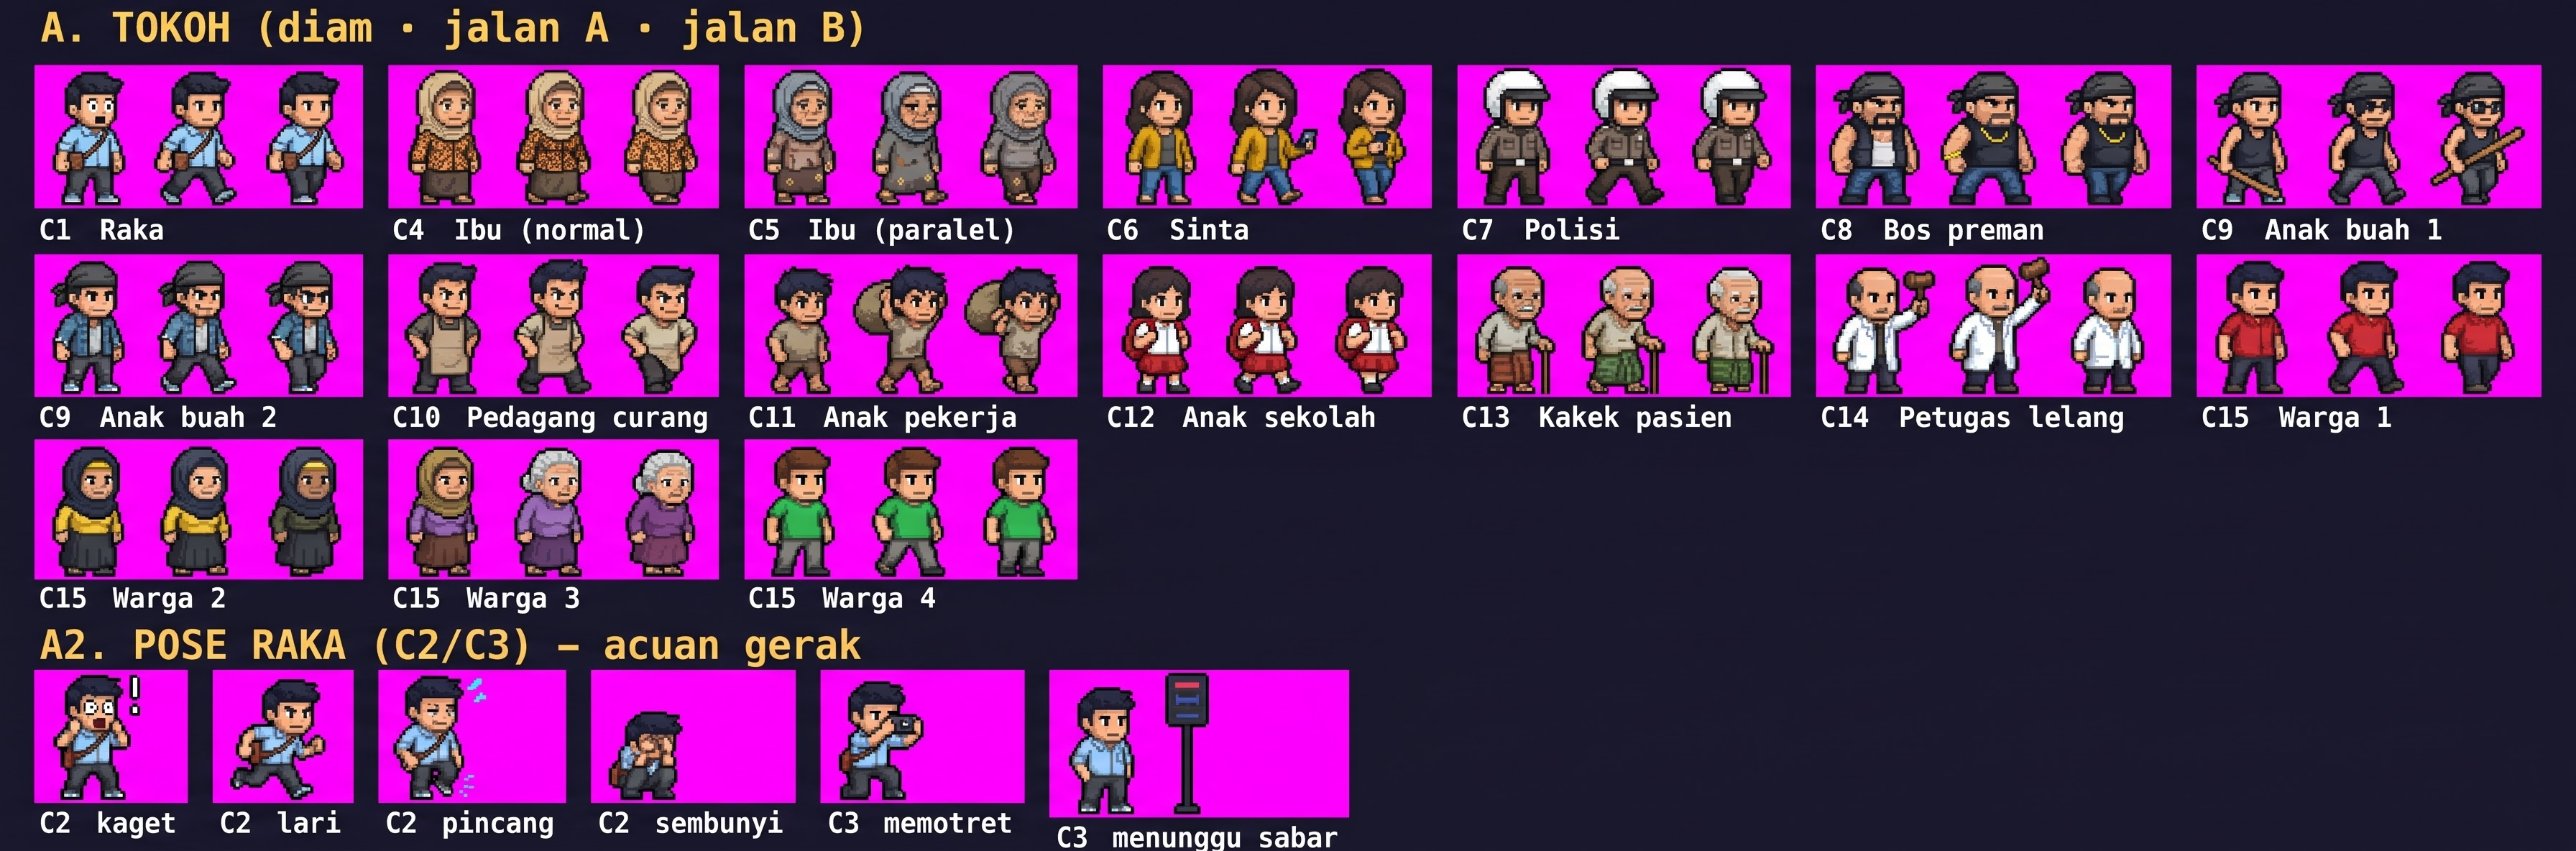 A. TOKOH (diam · jalan A · jalan B)
C1 Raka
C4 Ibu (normal)
C5 Ibu (paralel)
C6 Sinta
C7 Polisi
C8 Bos preman
C9 Anak buah 1
C9 Anak buah 2
C10 Pedagang curang
C11 Anak pekerja
C12 Anak sekolah
C13 Kakek pasien
C14 Petugas lelang
C15 Warga 1
C15 Warga 2
C15 Warga 3
C15 Warga 4
A2. POSE RAKA (C2/C3) — acuan gerak
!
C2 kaget
C2 lari
C2 pincang
C2 sembunyi
C3 memotret
C3 menunggu sabar